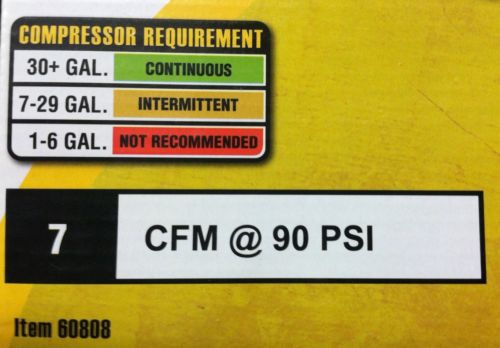 COMPRESSOR REQUIREMENT
30+ GAL. CONTINUOUS
7-29 GAL. INTERMITTENT
1-6 GAL. NOT RECOMMENDED
7 CFM @ 90 PSI
Item 60808